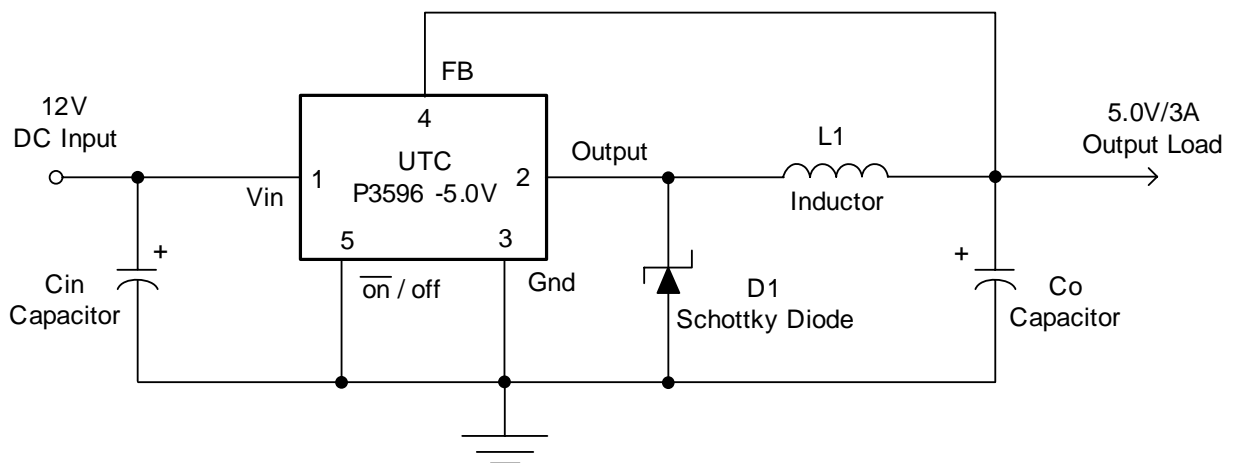 FB
12V
DC Input
4
5.0V/3A
Output Load
UTC
P3596 -5.0V
Output
L1
1
2
Vin
Inductor
5
3
on / off
Gnd
+
+
Cin
Capacitor
D1
Schottky Diode
Co
Capacitor